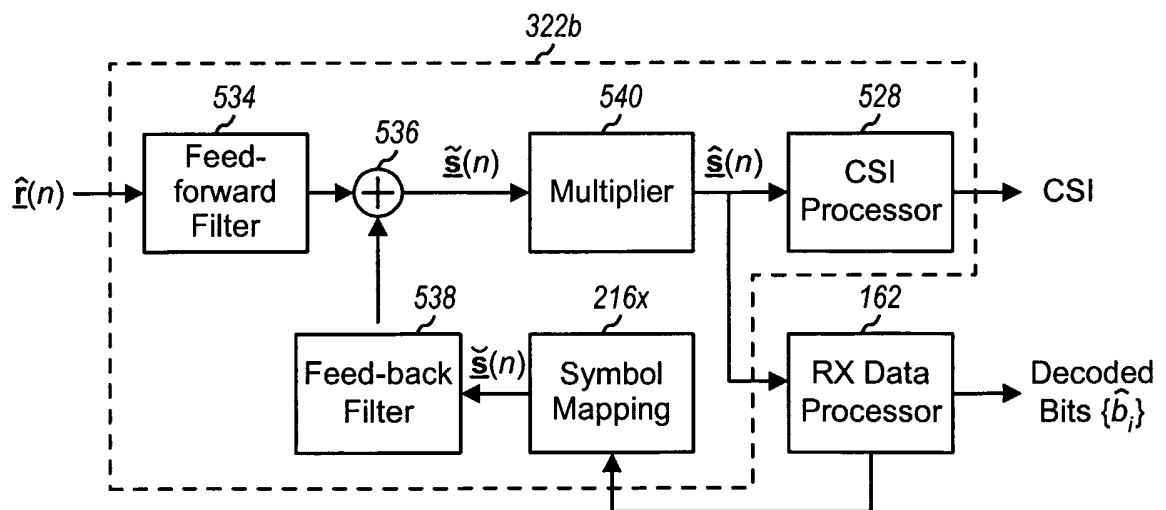 322b
534
Feed-
forward
Filter
536
540
Multiplier
528
CSI
Processor
r̲̂(n)
s̲̃(n)
ŝ̲(n)
CSI
538
Feed-back
Filter
s̲̆(n)
216x
Symbol
Mapping
162
RX Data
Processor
Decoded
Bits {b̂ᵢ}